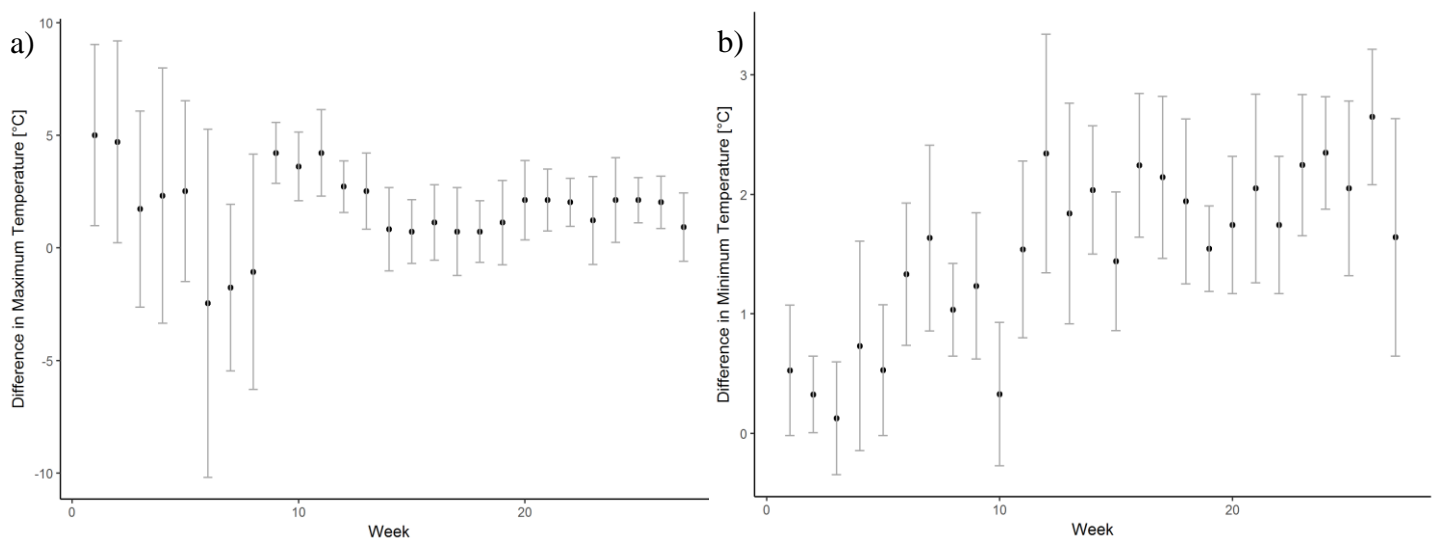 a)
Difference in Maximum Temperature [°C]
10
5
0
-5
-10
0
10
20
Week
b)
Difference in Minimum Temperature [°C]
3
2
1
0
0
10
20
Week